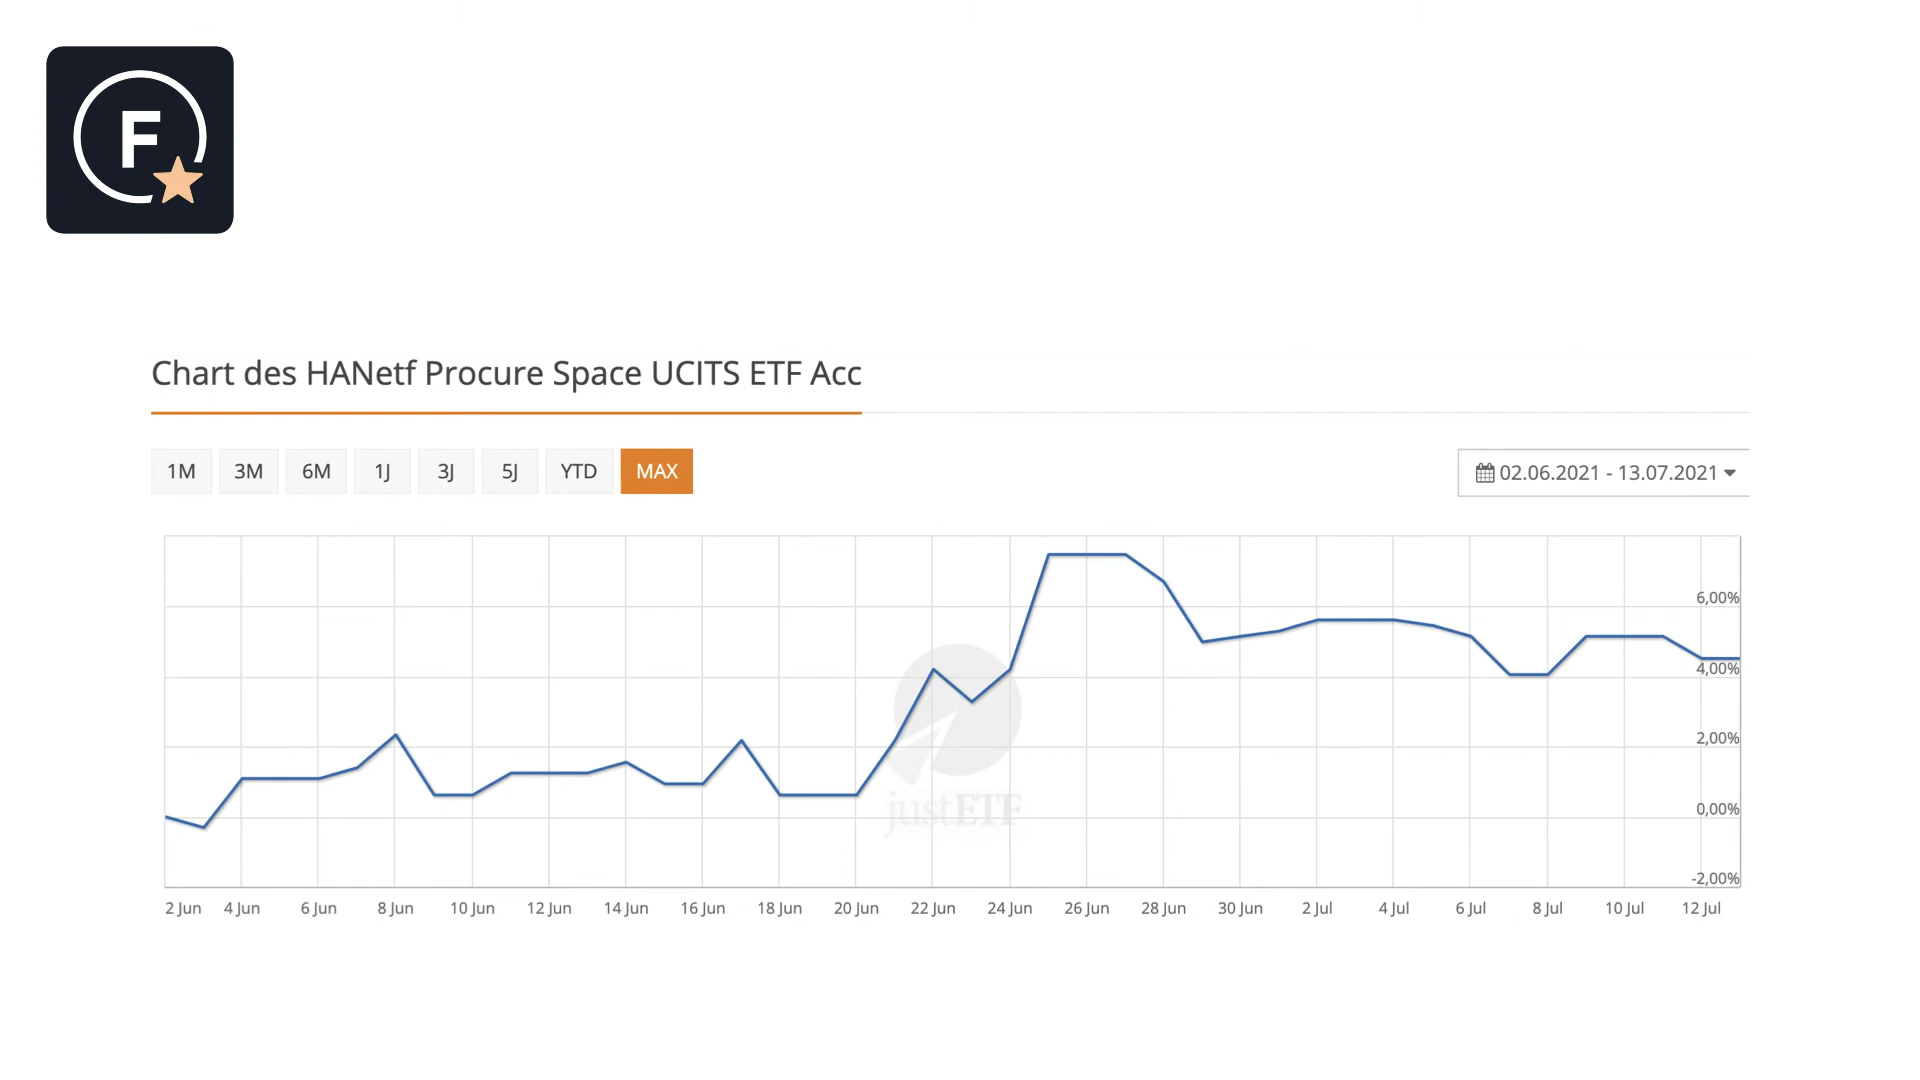 F
Chart des HANetf Procure Space UCITS ETF Acc
1M 3M 6M 1J 3J 5J YTD MAX
02.06.2021 - 13.07.2021
6,00%
4,00%
2,00%
0,00%
-2,00%
justETF
2 Jun 4 Jun 6 Jun 8 Jun 10 Jun 12 Jun 14 Jun 16 Jun 18 Jun 20 Jun 22 Jun 24 Jun 26 Jun 28 Jun 30 Jun 2 Jul 4 Jul 6 Jul 8 Jul 10 Jul 12 Jul